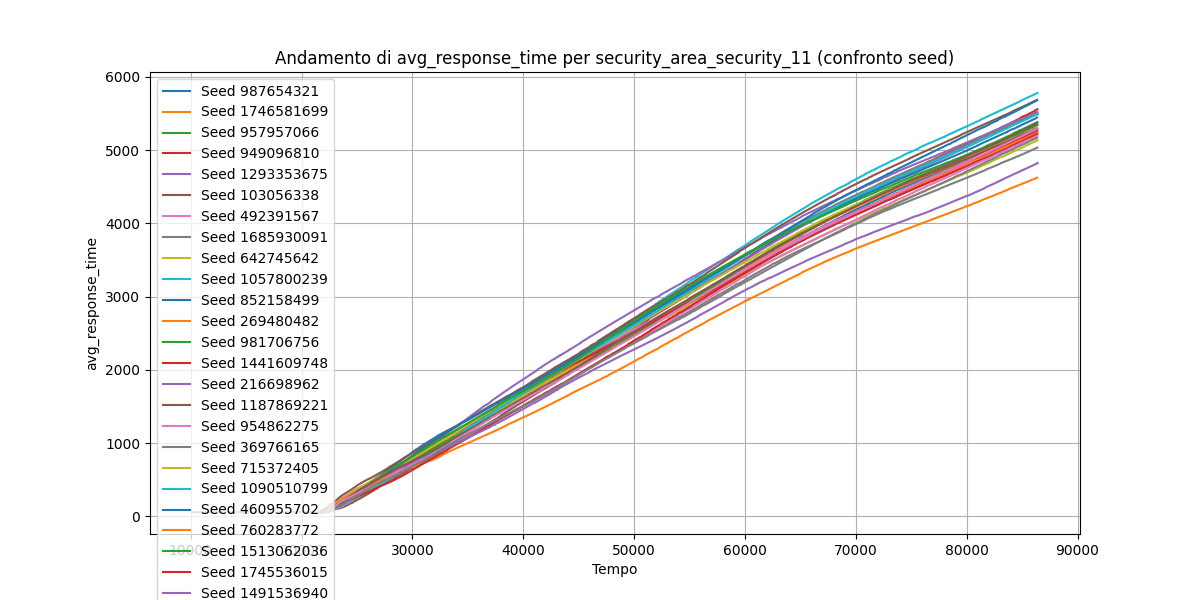 Andamento di avg_response_time per security_area_security_11 (confronto seed)
6000
5000
4000
3000
2000
1000
0
avg_response_time
Seed 987654321
Seed 1746581699
Seed 957957066
Seed 949096810
Seed 1293353675
Seed 103056338
Seed 492391567
Seed 1685930091
Seed 642745642
Seed 1057800239
Seed 852158499
Seed 269480482
Seed 981706756
Seed 1441609748
Seed 216698962
Seed 1187869221
Seed 954862275
Seed 369766165
Seed 715372405
Seed 1090510799
Seed 460955702
Seed 760283772
Seed 1513062036
Seed 1745536015
Seed 1491536940
30000 40000 50000 60000 70000 80000 90000
Tempo